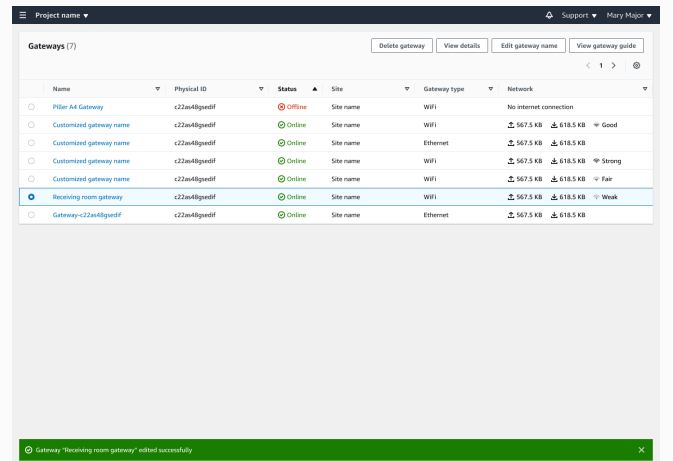 Project name
Support Mary Major
Gateways (7)
Delete gateway View details Edit gateway name View gateway guide
1
Name Physical ID Status Site Gateway type Network
Piller A4 Gateway c22as48gsedif Offline Site name WiFi No internet connection
Customized gateway name c22as48gsedif Online Site name WiFi 567.5 KB 618.5 KB Good
Customized gateway name c22as48gsedif Online Site name Ethernet 567.5 KB 618.5 KB
Customized gateway name c22as48gsedif Online Site name WiFi 567.5 KB 618.5 KB Strong
Customized gateway name c22as48gsedif Online Site name WiFi 567.5 KB 618.5 KB Fair
Receiving room gateway c22as48gsedif Online Site name WiFi 567.5 KB 618.5 KB Weak
Gateway-c22as48gsedif c22as48gsedif Online Site name Ethernet 567.5 KB 618.5 KB
Gateway "Receiving room gateway" edited successfully